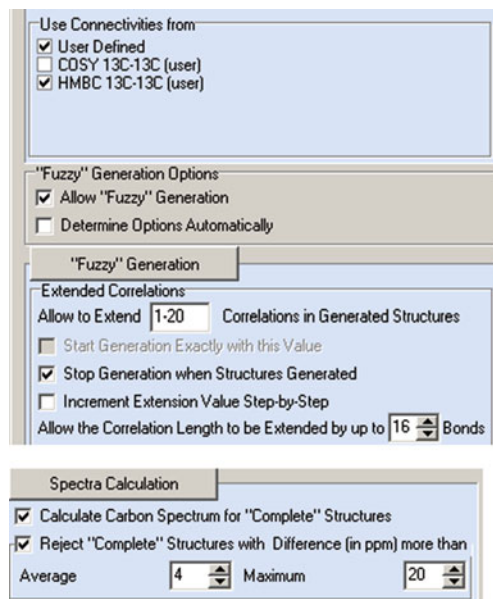 Use Connectivities from
User Defined
COSY 13C-13C (user)
HMBC 13C-13C (user)
"Fuzzy" Generation Options
Allow "Fuzzy" Generation
Determine Options Automatically
"Fuzzy" Generation
Extended Correlations
Allow to Extend 1-20 Correlations in Generated Structures
Start Generation Exactly with this Value
Stop Generation when Structures Generated
Increment Extension Value Step-by-Step
Allow the Correlation Length to be Extended by up to 16 Bonds
Spectra Calculation
Calculate Carbon Spectrum for "Complete" Structures
Reject "Complete" Structures with Difference (in ppm) more than
Average 4 Maximum 20